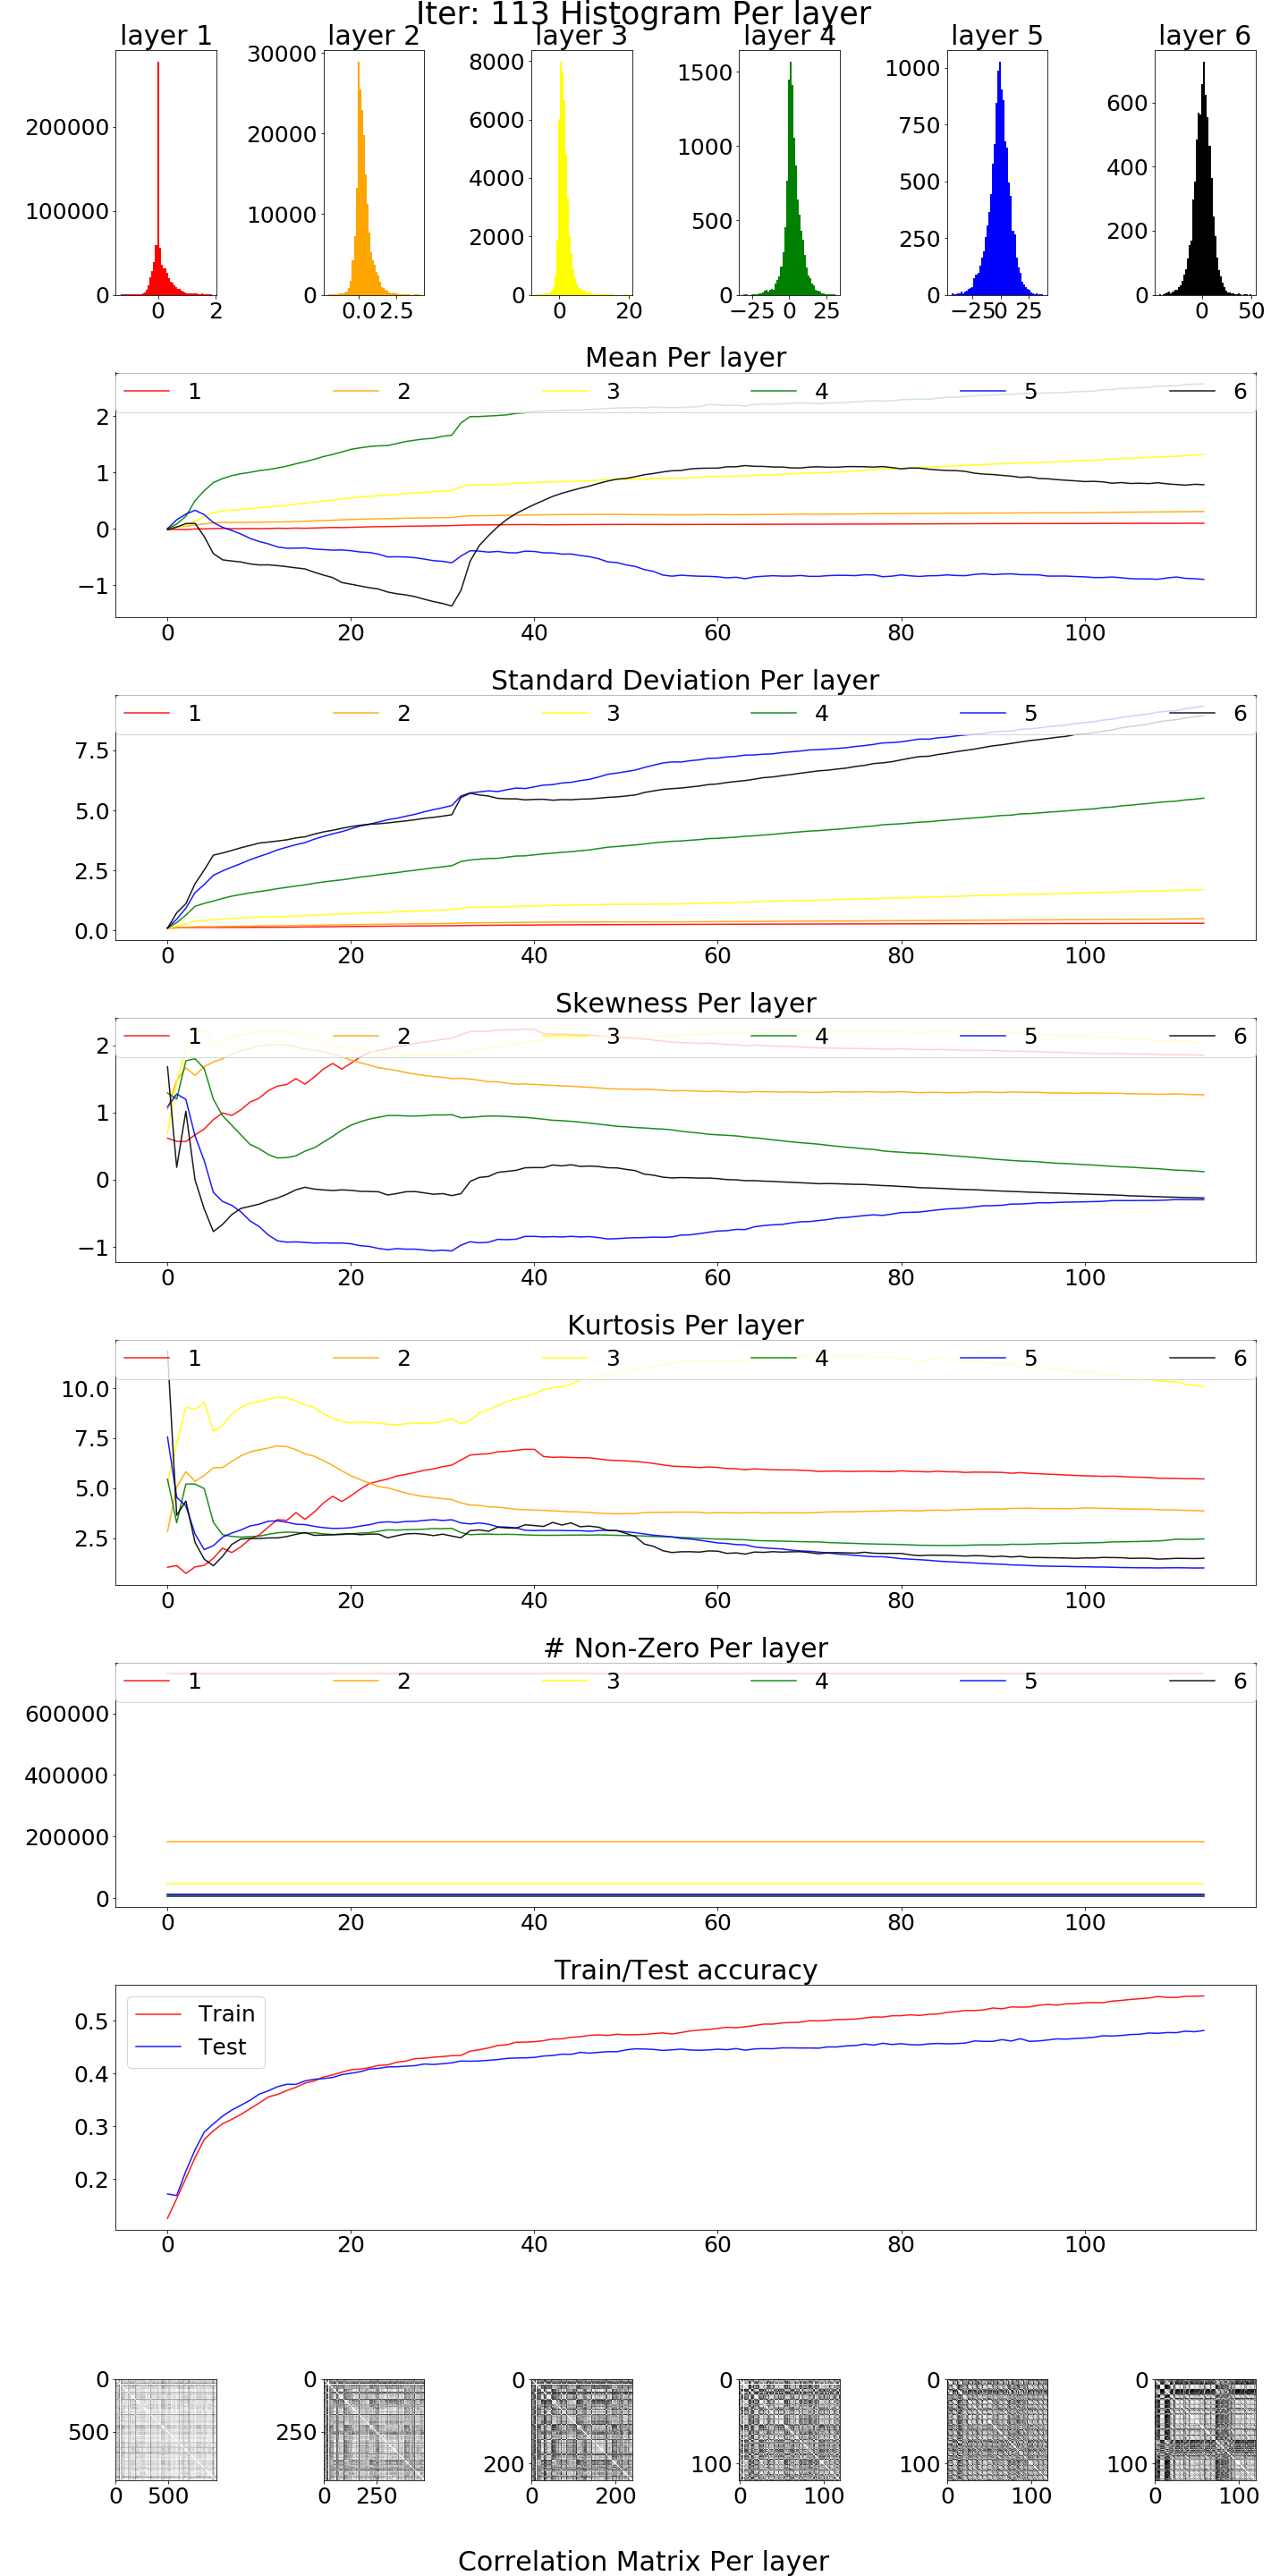 Iter: 113 Histogram Per layer
layer 1 layer 2 layer 3 layer 4 layer 5 layer 6
200000 100000 0
0 2
30000 20000 10000 0
0.0 2.5
8000 6000 4000 2000 0
0 20
1500 1000 500 0
−25 0 25
1000 750 500 250 0
−25 0 25
600 400 200 0
0 50
Mean Per layer
1 2 3 4 5 6
2
1
0
−1
0 20 40 60 80 100
Standard Deviation Per layer
1 2 3 4 5 6
7.5
5.0
2.5
0.0
0 20 40 60 80 100
Skewness Per layer
1 2 3 4 5 6
2
1
0
−1
0 20 40 60 80 100
Kurtosis Per layer
1 2 3 4 5 6
10.0
7.5
5.0
2.5
0 20 40 60 80 100
# Non-Zero Per layer
1 2 3 4 5 6
600000
400000
200000
0
0 20 40 60 80 100
Train/Test accuracy
Train
Test
0.5
0.4
0.3
0.2
0 20 40 60 80 100
0 500
0 500
0 250
0 250
0 200
0 200
0 100
0 100
0 100
0 100
0 100
0 100
Correlation Matrix Per layer